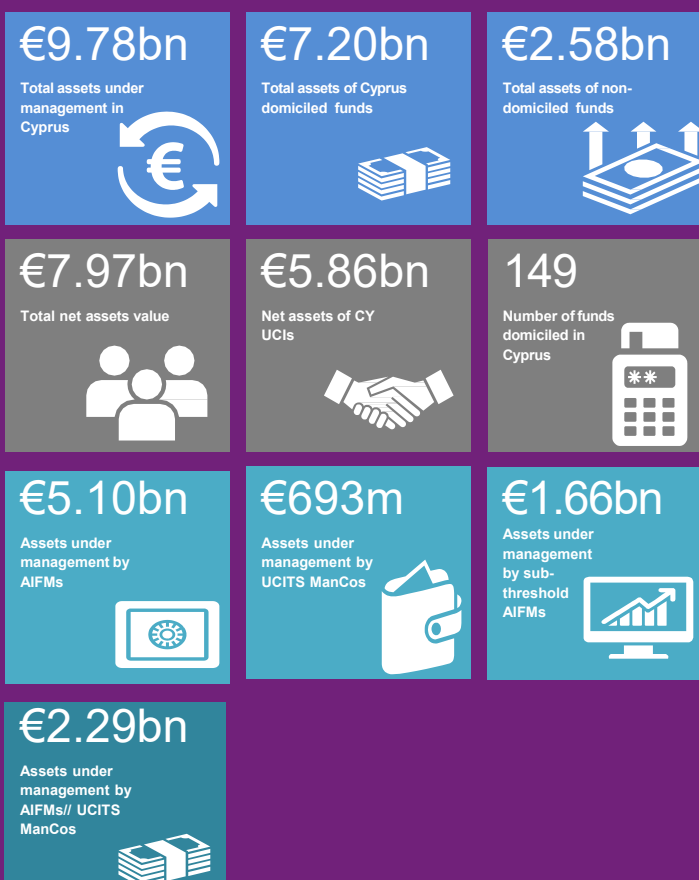 €9.78bn
Total assets under
management in
Cyprus
€7.20bn
Total assets of Cyprus
domiciled funds
€2.58bn
Total assets of non-
domiciled funds
€7.97bn
Total net assets value
€5.86bn
Net assets of CY
UCIs
149
Number of funds
domiciled in
Cyprus
€5.10bn
Assets under
management by
AIFMs
€693m
Assets under
management by
UCITS ManCos
€1.66bn
Assets under
management
by sub-
threshold
AIFMs
€2.29bn
Assets under
management by
AIFMs// UCITS
ManCos